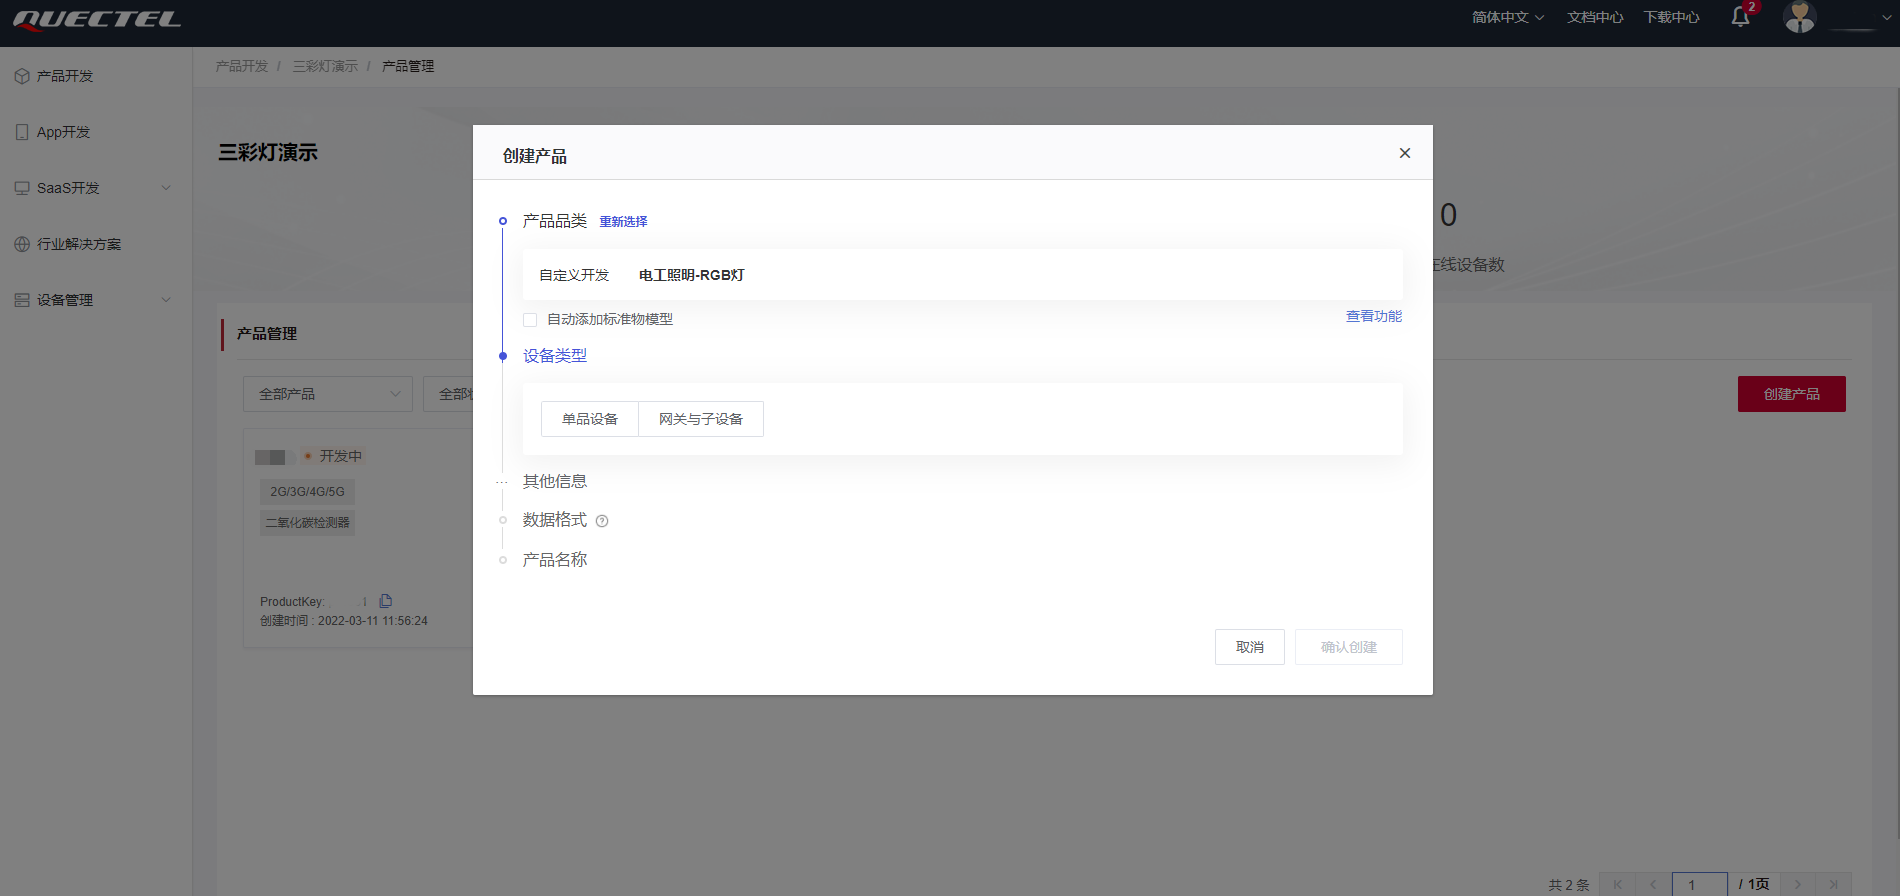 QUECTEL
简体中文 文档中心 下载中心 2
产品开发
App开发
SaaS开发
行业解决方案
设备管理
产品开发 / 三彩灯演示 / 产品管理
三彩灯演示
0
在线设备数
产品管理
全部产品 全部
创建产品
开发中
2G/3G/4G/5G
二氧化碳检测器
ProductKey:
创建时间 : 2022-03-11 11:56:24
创建产品
产品品类 重新选择
自定义开发 电工照明-RGB灯
自动添加标准物模型 查看功能
设备类型
单品设备 网关与子设备
其他信息
数据格式 ?
产品名称
取消 确认创建
共 2 条 1 / 1页